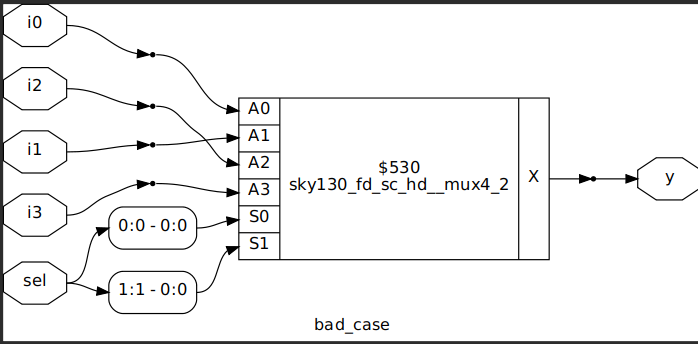 i0
i2
i1
i3
sel
0:0 - 0:0
1:1 - 0:0
A0
A1
A2
A3
S0
S1
$530
sky130_fd_sc_hd__mux4_2
X
y
bad_case